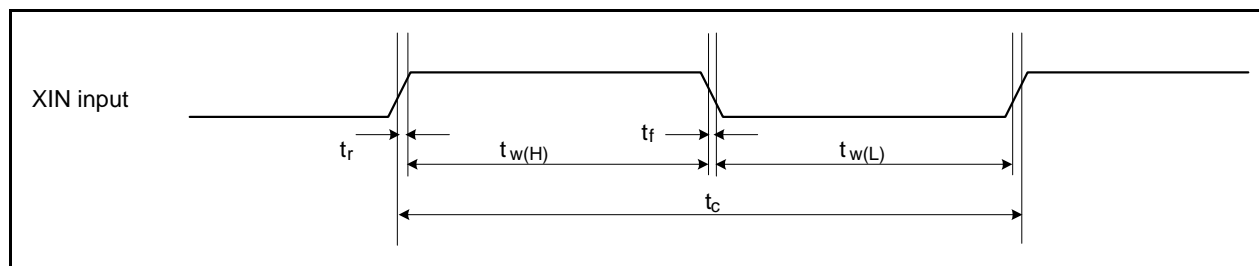 XIN input
tr
tw(H)
tf
tw(L)
tc